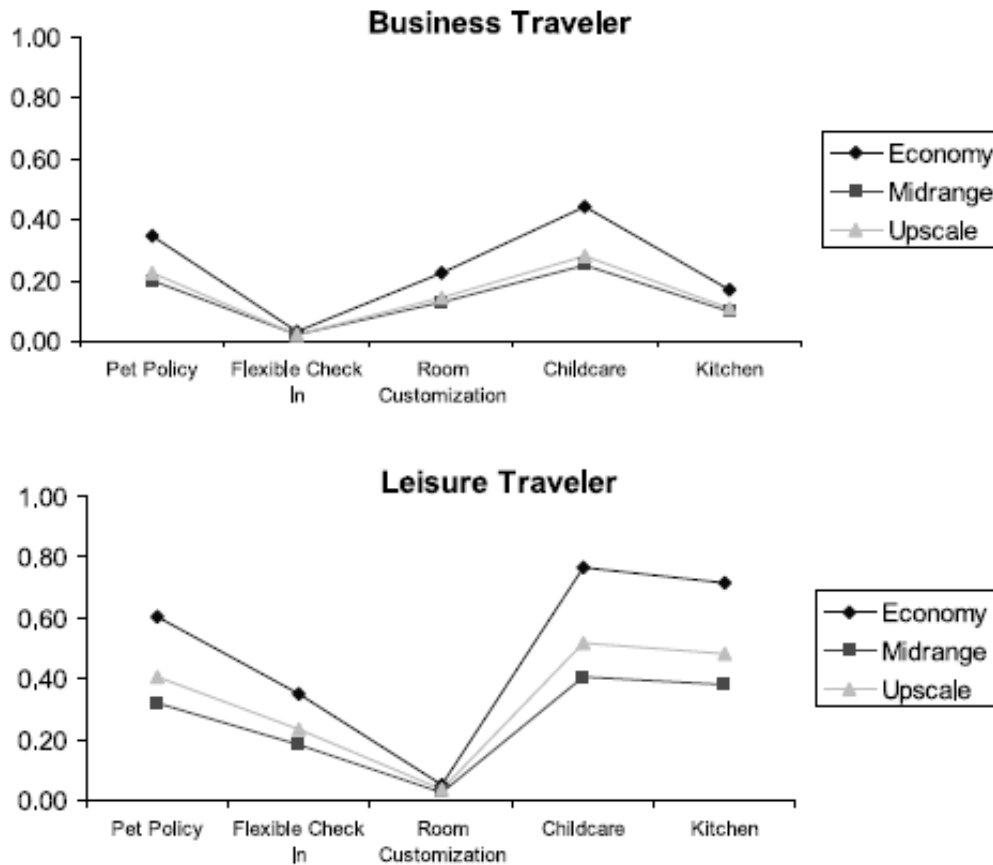 Business Traveler
1.00
0.80
0.60
0.40
0.20
0.00
Pet Policy
Flexible Check
In
Room
Customization
Childcare
Kitchen
Economy
Midrange
Upscale
Leisure Traveler
1.00
0.80
0.60
0.40
0.20
0.00
Pet Policy
Flexible Check
In
Room
Customization
Childcare
Kitchen
Economy
Midrange
Upscale